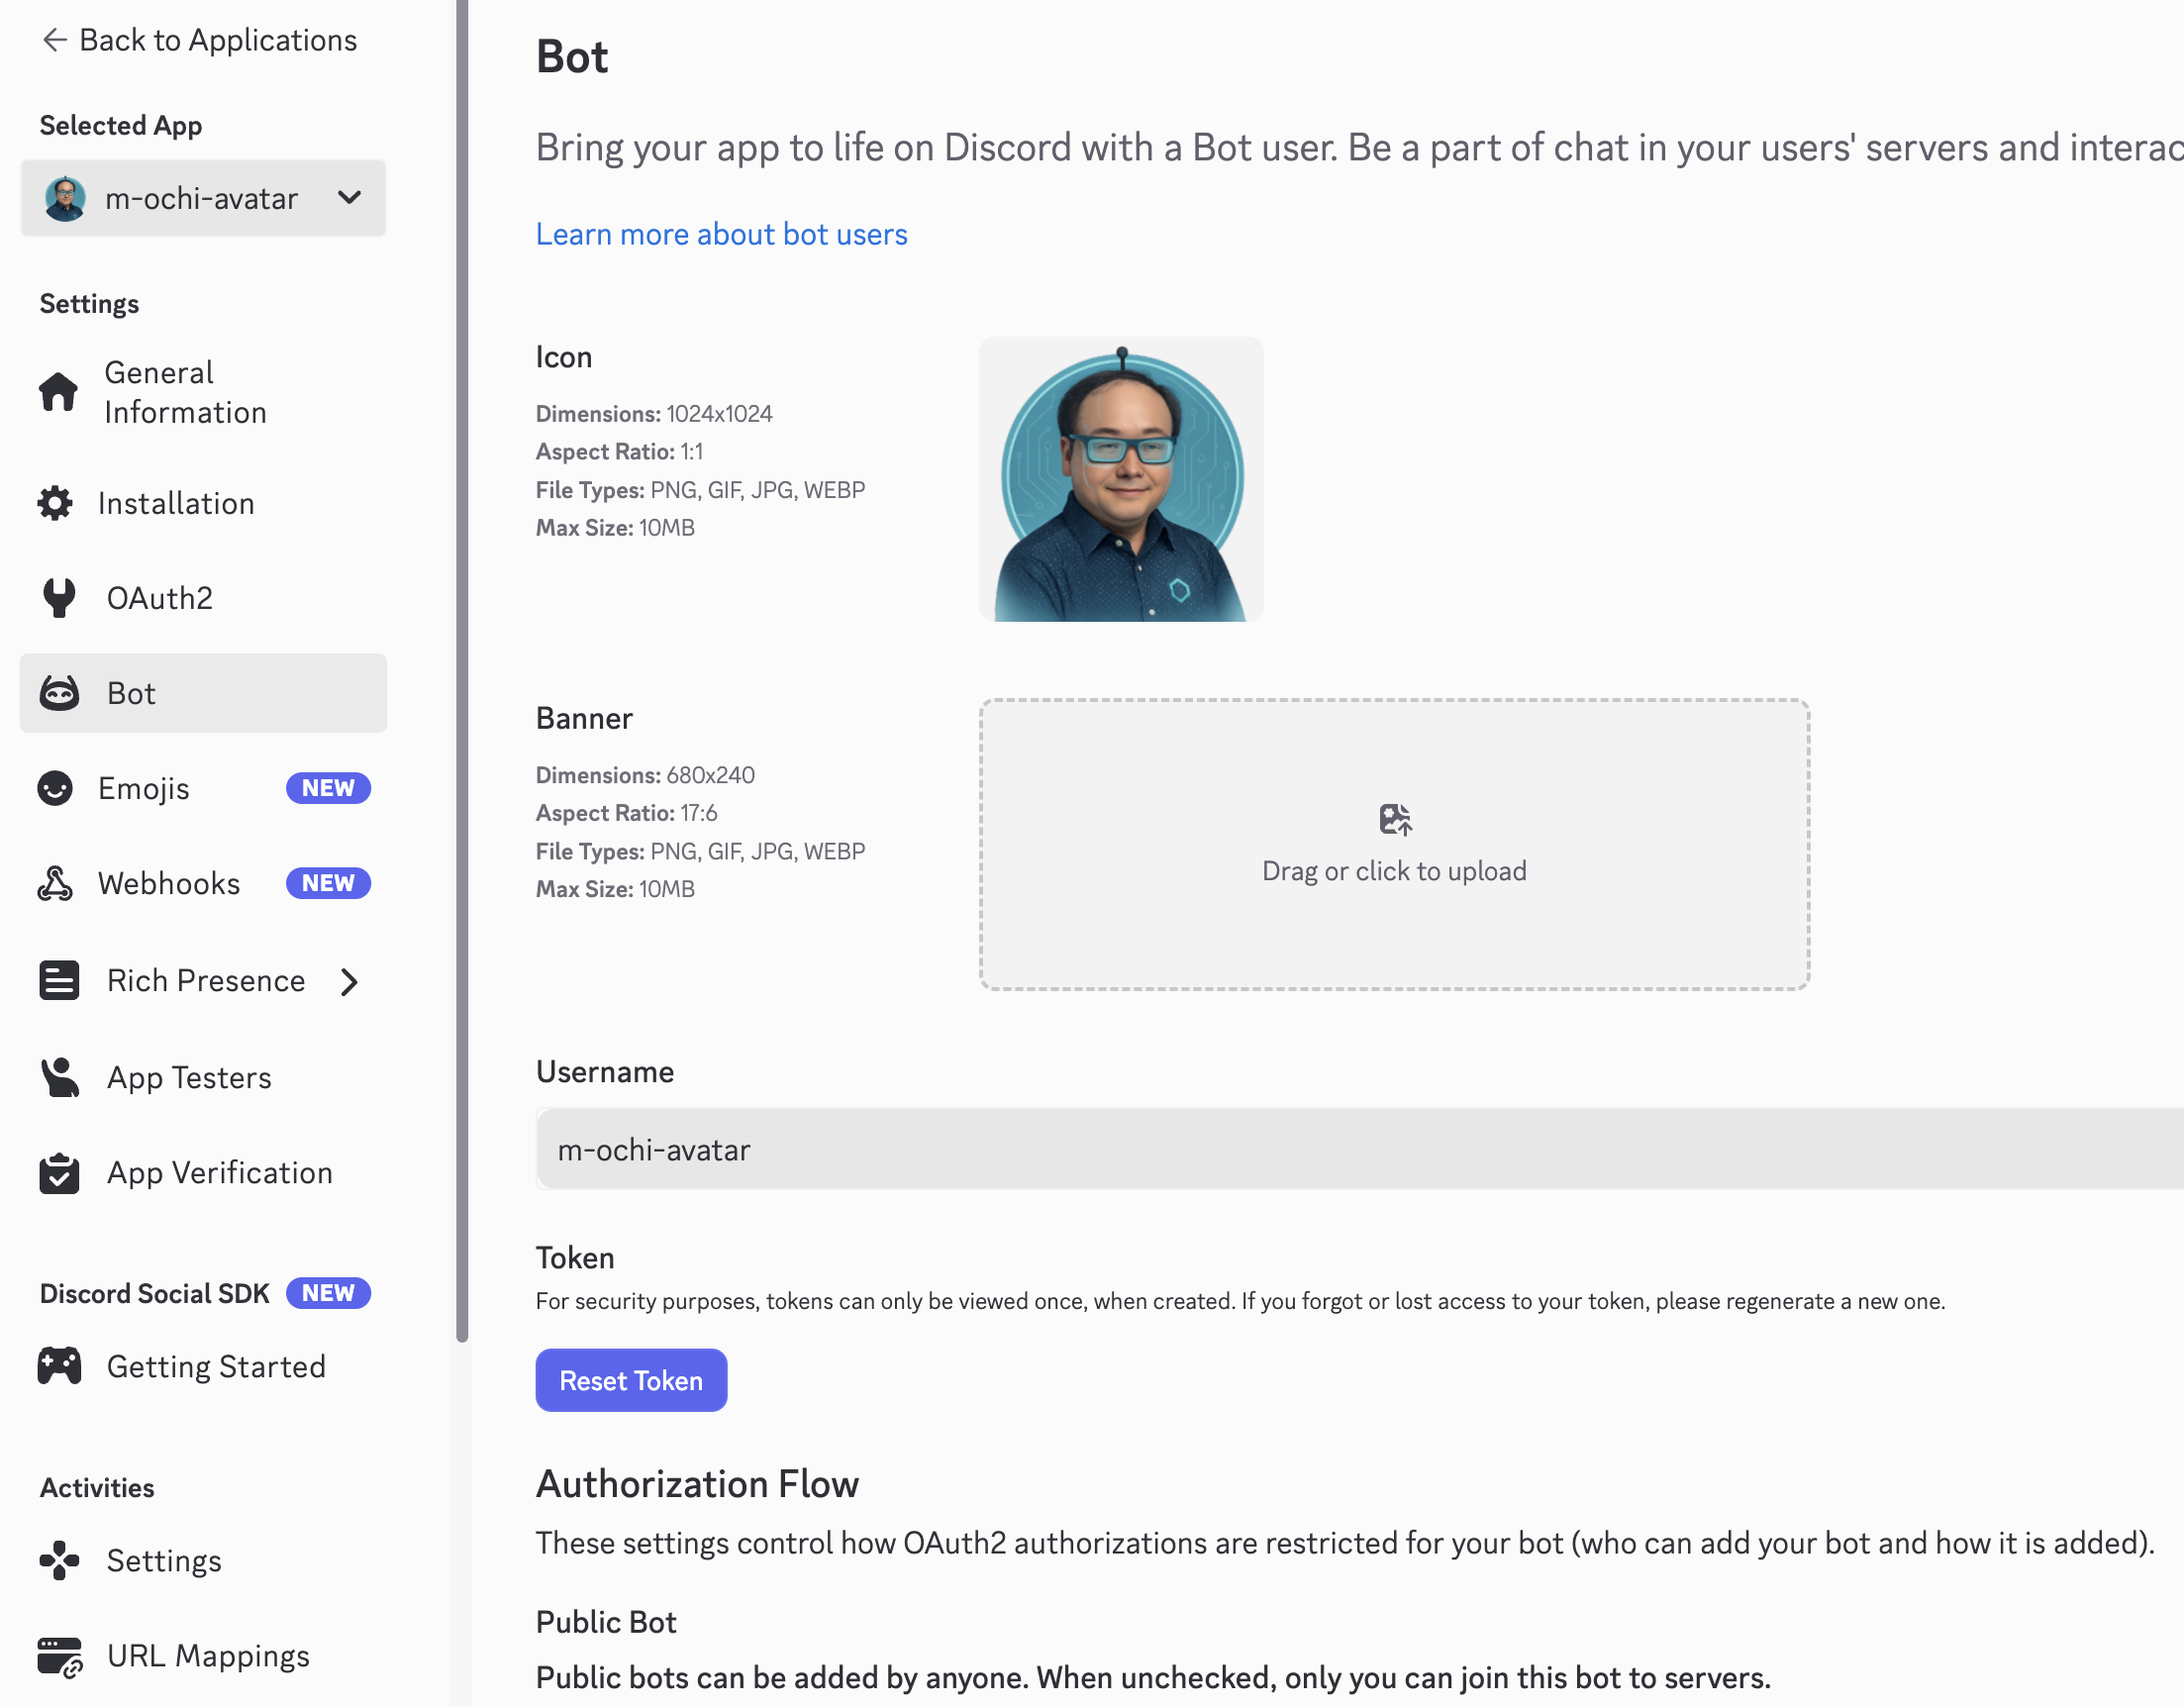 Back to Applications
Selected App
m-ochi-avatar
Settings
General
Information
Installation
OAuth2
Bot
Emojis NEW
Webhooks NEW
Rich Presence
App Testers
App Verification
Discord Social SDK NEW
Getting Started
Activities
Settings
URL Mappings
Bot
Bring your app to life on Discord with a Bot user. Be a part of chat in your users' servers and interac
Learn more about bot users
Icon
Dimensions: 1024x1024
Aspect Ratio: 1:1
File Types: PNG, GIF, JPG, WEBP
Max Size: 10MB
Banner
Dimensions: 680x240
Aspect Ratio: 17:6
File Types: PNG, GIF, JPG, WEBP
Max Size: 10MB
Drag or click to upload
Username
m-ochi-avatar
Token
For security purposes, tokens can only be viewed once, when created. If you forgot or lost access to your token, please regenerate a new one.
Reset Token
Authorization Flow
These settings control how OAuth2 authorizations are restricted for your bot (who can add your bot and how it is added).
Public Bot
Public bots can be added by anyone. When unchecked, only you can join this bot to servers.